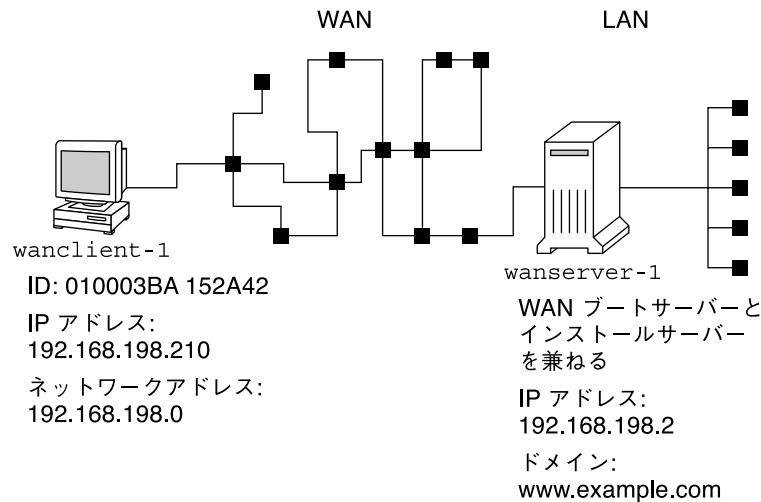 WAN
LAN
wanclient-1
ID: 010003BA 152A42
IP アドレス:
192.168.198.210
ネットワークアドレス:
192.168.198.0
wanserver-1
WAN ブートサーバーと
インストールサーバー
を兼ねる
IP アドレス:
192.168.198.2
ドメイン:
www.example.com